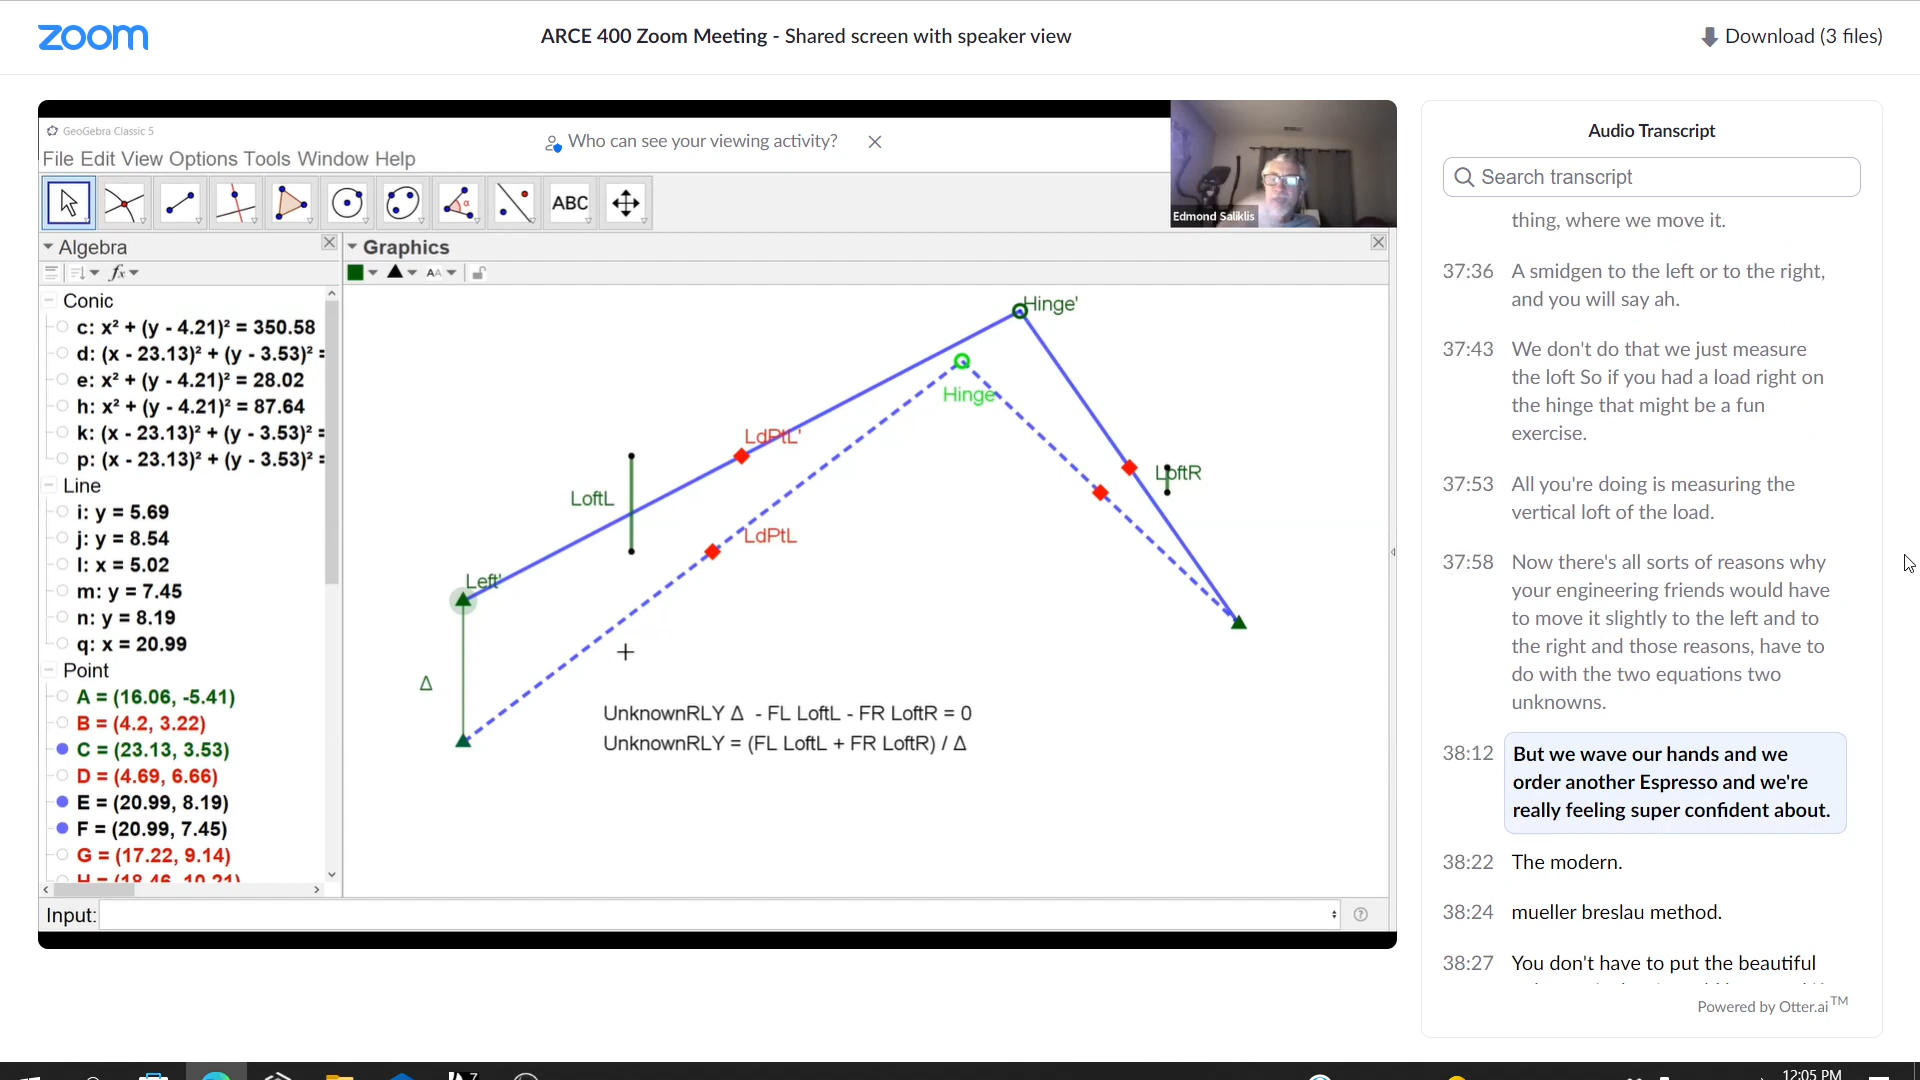 zoom
ARCE 400 Zoom Meeting - Shared screen with speaker view
Download (3 files)
GeoGebra Classic 5
Who can see your viewing activity?
File Edit View Options Tools Window Help
ABC
Edmond Saliklis
Algebra
Graphics
fx
AA
Conic
c: x² + (y - 4.21)² = 350.58
d: (x - 23.13)² + (y - 3.53)² =
e: x² + (y - 4.21)² = 28.02
h: x² + (y - 4.21)² = 87.64
k: (x - 23.13)² + (y - 3.53)² =
p: (x - 23.13)² + (y - 3.53)² =
Line
i: y = 5.69
j: y = 8.54
l: x = 5.02
m: y = 7.45
n: y = 8.19
q: x = 20.99
Point
A = (16.06, -5.41)
B = (4.2, 3.22)
C = (23.13, 3.53)
D = (4.69, 6.66)
E = (20.99, 8.19)
F = (20.99, 7.45)
G = (17.22, 9.14)
H = (18.46, 10.21)
Input:
Hinge'
Hinge
LdPtL'
LoftL
LoftR
LdPtL
Left'
Δ
UnknownRLY Δ - FL LoftL - FR LoftR = 0
UnknownRLY = (FL LoftL + FR LoftR) / Δ
Audio Transcript
Search transcript
thing, where we move it.
37:36 A smidgen to the left or to the right,
and you will say ah.
37:43 We don't do that we just measure
the loft So if you had a load right on
the hinge that might be a fun
exercise.
37:53 All you're doing is measuring the
vertical loft of the load.
37:58 Now there's all sorts of reasons why
your engineering friends would have
to move it slightly to the left and to
the right and those reasons, have to
do with the two equations two
unknowns.
38:12 But we wave our hands and we
order another Espresso and we're
really feeling super confident about.
38:22 The modern.
38:24 mueller breslau method.
38:27 You don't have to put the beautiful
Powered by Otter.ai™
12:05 PM